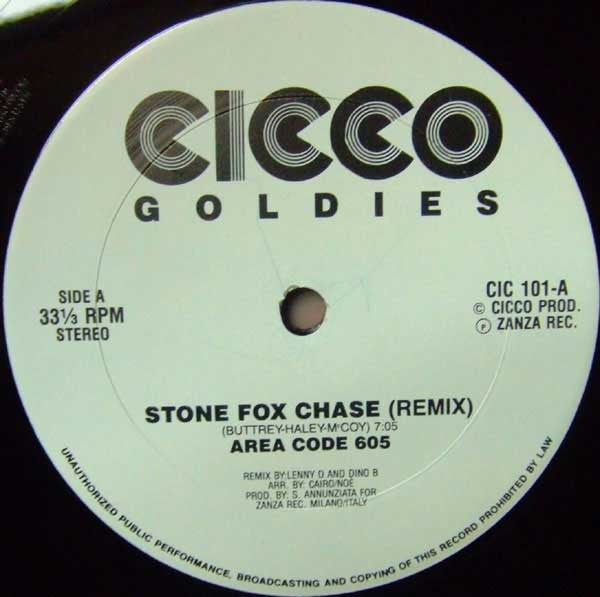 CICCO
GOLDIES
SIDE A
33⅓ RPM
STEREO
CIC 101-A
© CICCO PROD.
℗ ZANZA REC.
STONE FOX CHASE (REMIX)
(BUTTREY-HALEY-McCOY) 7:05
AREA CODE 605
REMIX BY:LENNY O AND DINO B
ARR. BY: CAIRO/NOÉ
PROD. BY: S. ANNUNZIATA FOR
ZANZA REC. MILANO/ITALY
UNAUTHORIZED PUBLIC PERFORMANCE, BROADCASTING AND COPYING OF THIS RECORD PROHIBITED BY LAW